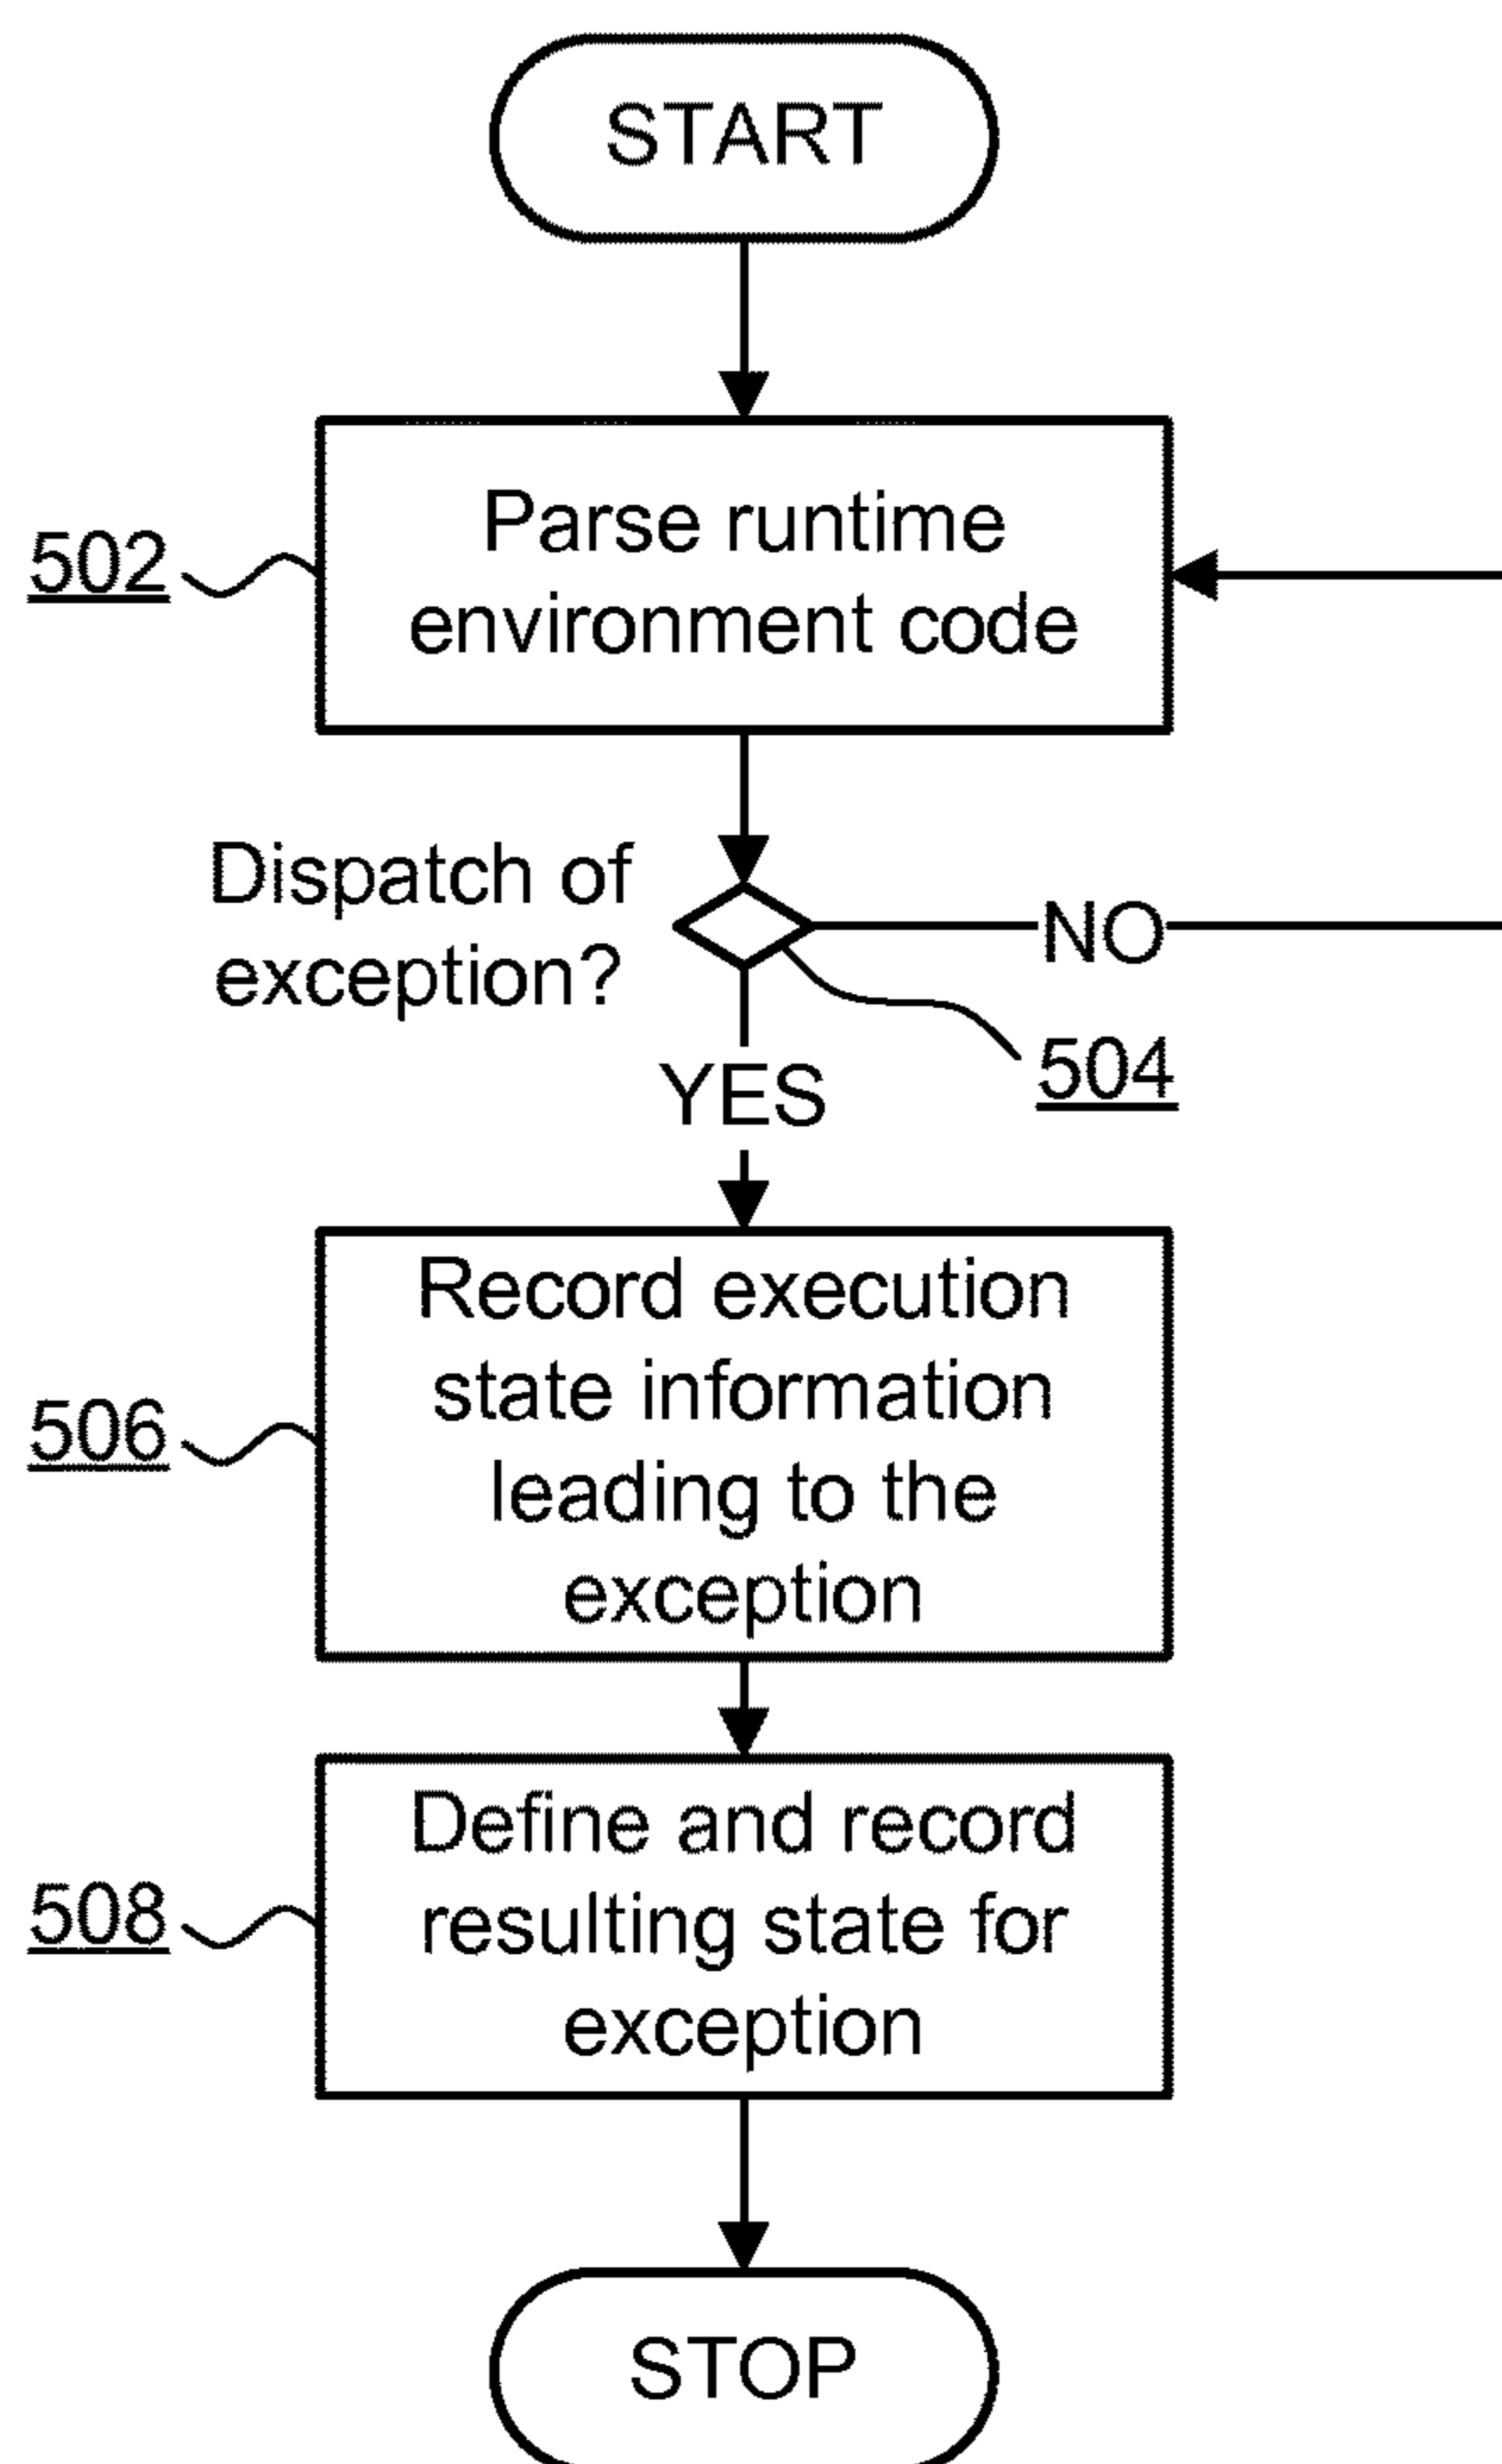 START
Parse runtime
environment code
502
Dispatch of
exception?
NO
504
YES
Record execution
state information
leading to the
exception
506
Define and record
resulting state for
exception
508
STOP